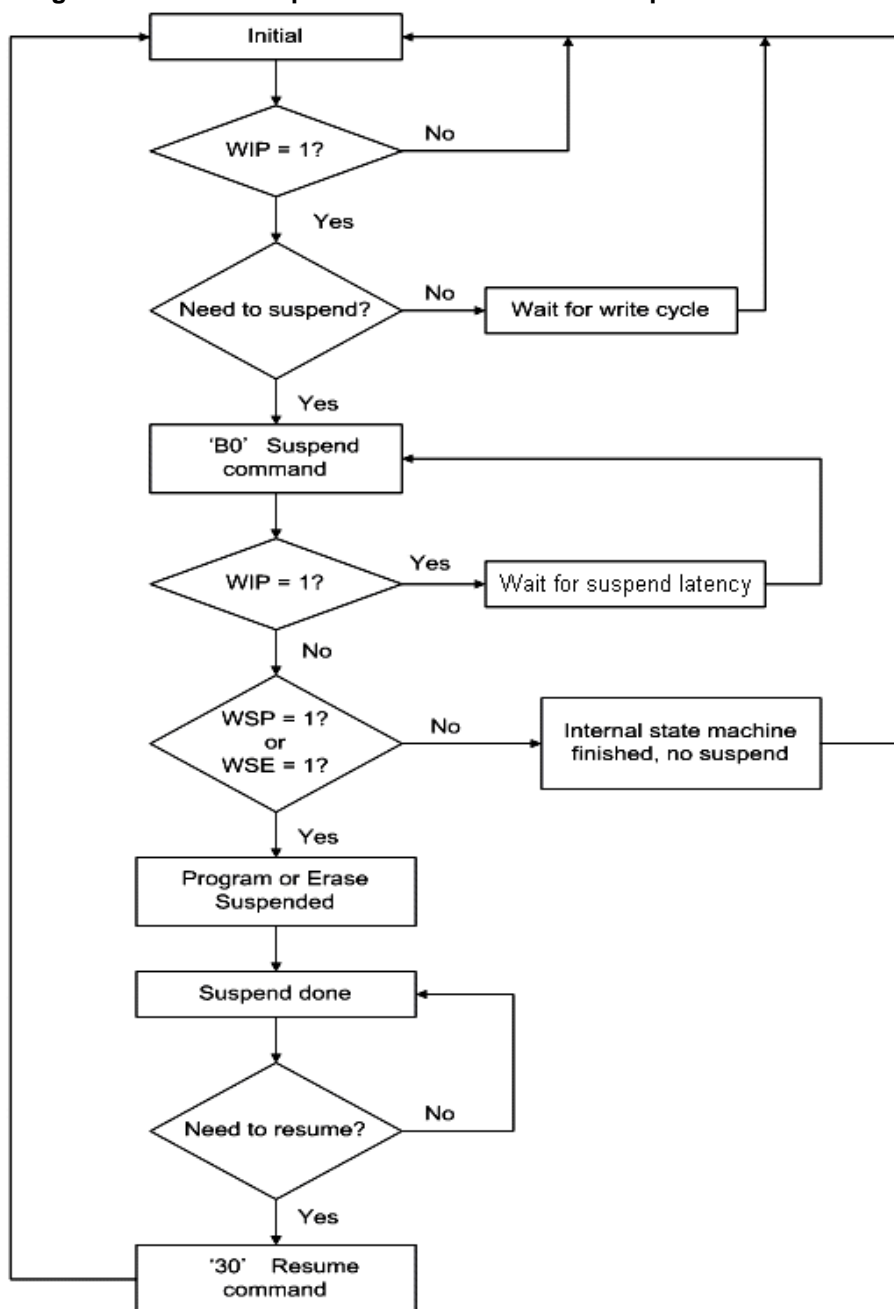 Initial
WIP = 1?
No
Yes
Need to suspend?
No
Wait for write cycle
Yes
'B0' Suspend
command
WIP = 1?
Yes
Wait for suspend latency
No
WSP = 1?
or
WSE = 1?
No
Internal state machine
finished, no suspend
Yes
Program or Erase
Suspended
Suspend done
Need to resume?
No
Yes
'30' Resume
command